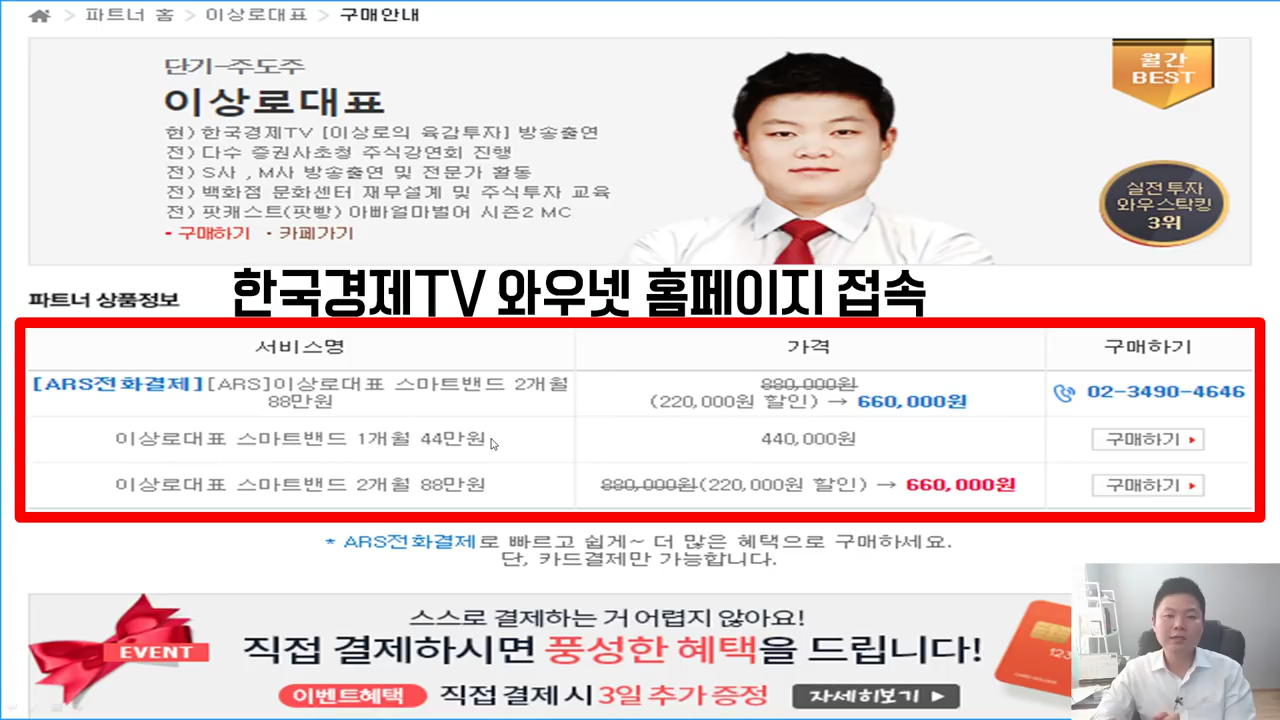 파트너 홈 > 이상로대표 > 구매안내
단기-주도주
이상로대표
현) 한국경제TV [이상로의 육감투자] 방송출연
전) 다수 증권사초청 주식강연회 진행
전) S사 , M사 방송출연 및 전문가 활동
전) 백화점 문화센터 재무설계 및 주식투자 교육
전) 팟캐스트(팟빵) 아빠얼마벌어 시즌2 MC
- 구매하기 · 카페가기
월간
BEST
실전투자
와우스탁킹
3위
파트너 상품정보
한국경제TV 와우넷 홈페이지 접속
서비스명 가격 구매하기
[ARS전화결제][ARS]이상로대표 스마트밴드 2개월
88만원
880,000원
(220,000원 할인) → 660,000원
02-3490-4646
이상로대표 스마트밴드 1개월 44만원 440,000원 구매하기
이상로대표 스마트밴드 2개월 88만원 880,000원(220,000원 할인) → 660,000원 구매하기
* ARS전화결제로 빠르고 쉽게~ 더 많은 혜택으로 구매하세요.
단, 카드결제만 가능합니다.
EVENT
스스로 결제하는 거 어렵지 않아요!
직접 결제하시면 풍성한 혜택을 드립니다!
이벤트혜택 직접 결제 시 3일 추가 증정 자세히보기 ▶
123